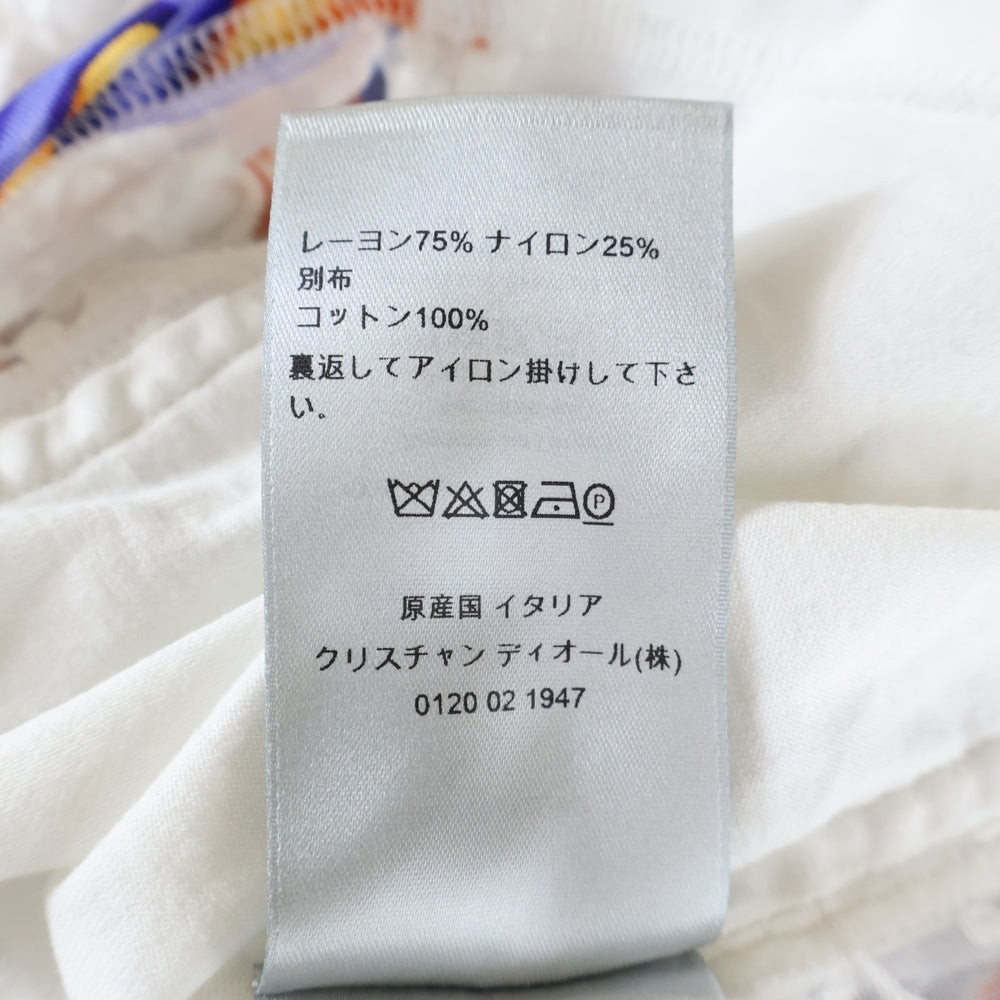 レーヨン75% ナイロン25%
別布
コットン100%
裏返してアイロン掛けして下さ
い。
P
原産国 イタリア
クリスチャン ディオール(株)
0120 02 1947